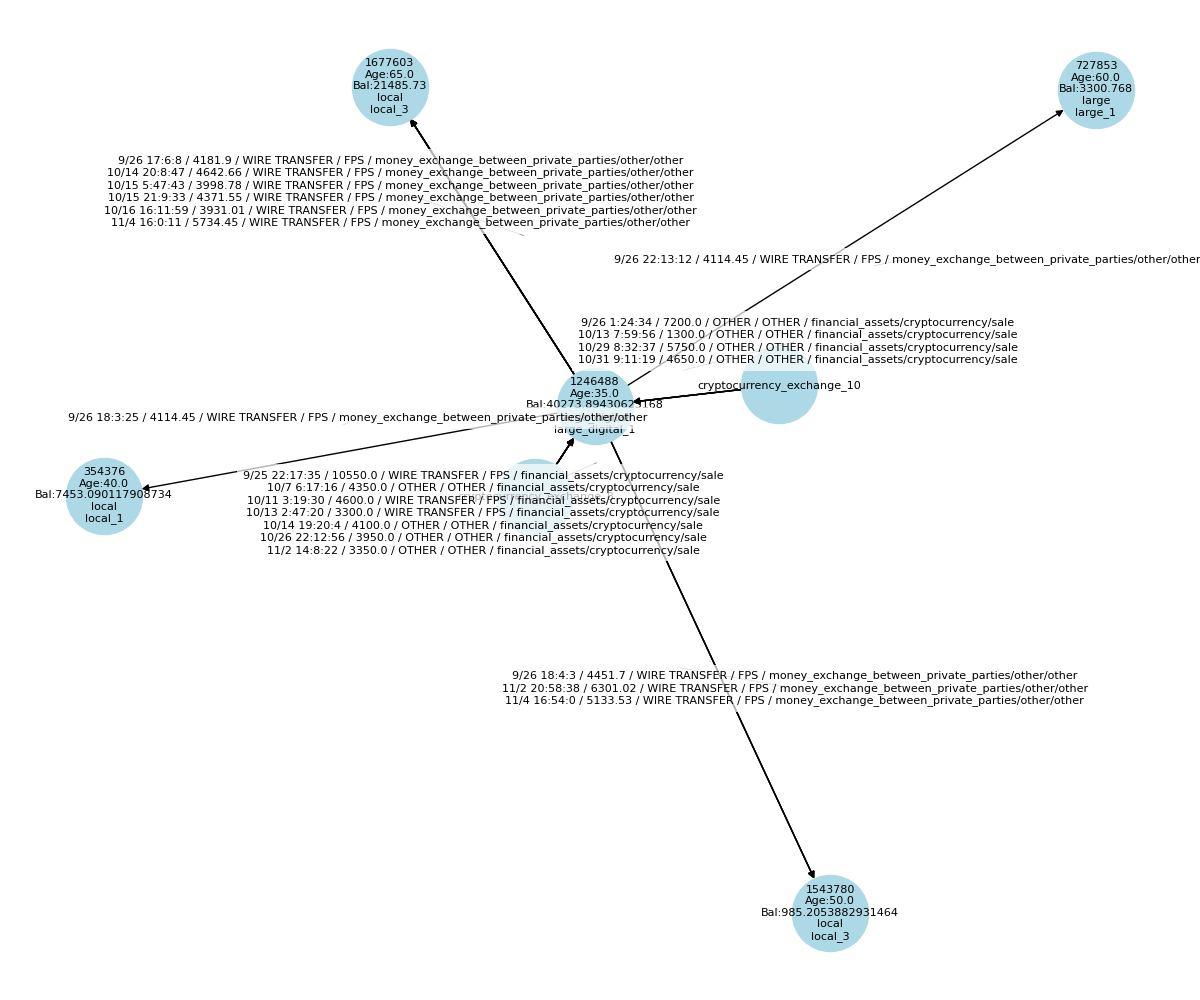 1677603
Age:65.0
Bal:21485.73
local
local_3
727853
Age:60.0
Bal:3300.768
large
large_1
9/26 17:6:8 / 4181.9 / WIRE TRANSFER / FPS / money_exchange_between_private_parties/other/other
10/14 20:8:47 / 4642.66 / WIRE TRANSFER / FPS / money_exchange_between_private_parties/other/other
10/15 5:47:43 / 3998.78 / WIRE TRANSFER / FPS / money_exchange_between_private_parties/other/other
10/15 21:9:33 / 4371.55 / WIRE TRANSFER / FPS / money_exchange_between_private_parties/other/other
10/16 16:11:59 / 3931.01 / WIRE TRANSFER / FPS / money_exchange_between_private_parties/other/other
11/4 16:0:11 / 5734.45 / WIRE TRANSFER / FPS / money_exchange_between_private_parties/other/other
9/26 22:13:12 / 4114.45 / WIRE TRANSFER / FPS / money_exchange_between_private_parties/other/other
9/26 1:24:34 / 7200.0 / OTHER / OTHER / financial_assets/cryptocurrency/sale
10/13 7:59:56 / 1300.0 / OTHER / OTHER / financial_assets/cryptocurrency/sale
10/29 8:32:37 / 5750.0 / OTHER / OTHER / financial_assets/cryptocurrency/sale
10/31 9:11:19 / 4650.0 / OTHER / OTHER / financial_assets/cryptocurrency/sale
cryptocurrency_exchange_10
1246488
Age:35.0
Bal:40273.89430623168
large_digital_1
9/26 18:3:25 / 4114.45 / WIRE TRANSFER / FPS / money_exchange_between_private_parties/other/other
354376
Age:40.0
Bal:7453.090117908734
local
local_1
9/25 22:17:35 / 10550.0 / WIRE TRANSFER / FPS / financial_assets/cryptocurrency/sale
10/7 6:17:16 / 4350.0 / OTHER / OTHER / financial_assets/cryptocurrency/sale
10/11 3:19:30 / 4600.0 / WIRE TRANSFER / FPS / financial_assets/cryptocurrency/sale
10/13 2:47:20 / 3300.0 / WIRE TRANSFER / FPS / financial_assets/cryptocurrency/sale
10/14 19:20:4 / 4100.0 / OTHER / OTHER / financial_assets/cryptocurrency/sale
10/26 22:12:56 / 3950.0 / OTHER / OTHER / financial_assets/cryptocurrency/sale
11/2 14:8:22 / 3350.0 / OTHER / OTHER / financial_assets/cryptocurrency/sale
9/26 18:4:3 / 4451.7 / WIRE TRANSFER / FPS / money_exchange_between_private_parties/other/other
11/2 20:58:38 / 6301.02 / WIRE TRANSFER / FPS / money_exchange_between_private_parties/other/other
11/4 16:54:0 / 5133.53 / WIRE TRANSFER / FPS / money_exchange_between_private_parties/other/other
1543780
Age:50.0
Bal:985.2053882931464
local
local_3